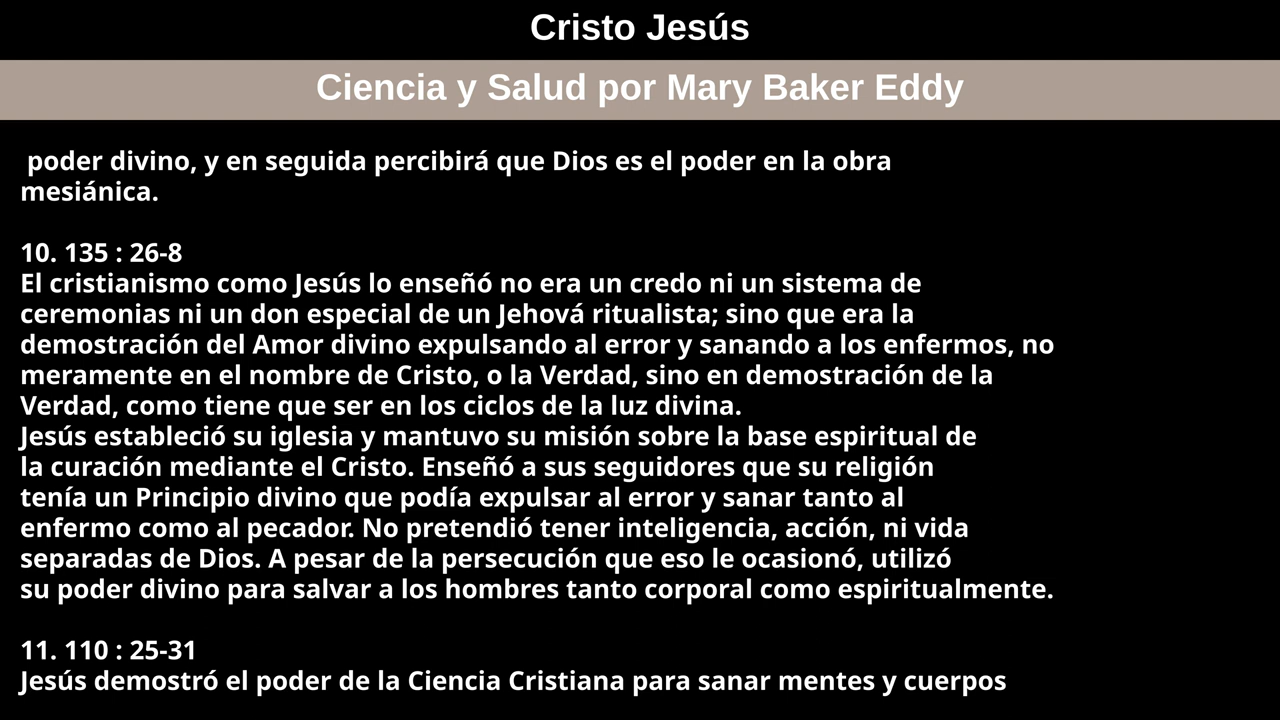 Cristo Jesús
Ciencia y Salud por Mary Baker Eddy
poder divino, y en seguida percibirá que Dios es el poder en la obra
mesiánica.
10. 135 : 26-8
El cristianismo como Jesús lo enseñó no era un credo ni un sistema de
ceremonias ni un don especial de un Jehová ritualista; sino que era la
demostración del Amor divino expulsando al error y sanando a los enfermos, no
meramente en el nombre de Cristo, o la Verdad, sino en demostración de la
Verdad, como tiene que ser en los ciclos de la luz divina.
Jesús estableció su iglesia y mantuvo su misión sobre la base espiritual de
la curación mediante el Cristo. Enseñó a sus seguidores que su religión
tenía un Principio divino que podía expulsar al error y sanar tanto al
enfermo como al pecador. No pretendió tener inteligencia, acción, ni vida
separadas de Dios. A pesar de la persecución que eso le ocasionó, utilizó
su poder divino para salvar a los hombres tanto corporal como espiritualmente.
11. 110 : 25-31
Jesús demostró el poder de la Ciencia Cristiana para sanar mentes y cuerpos